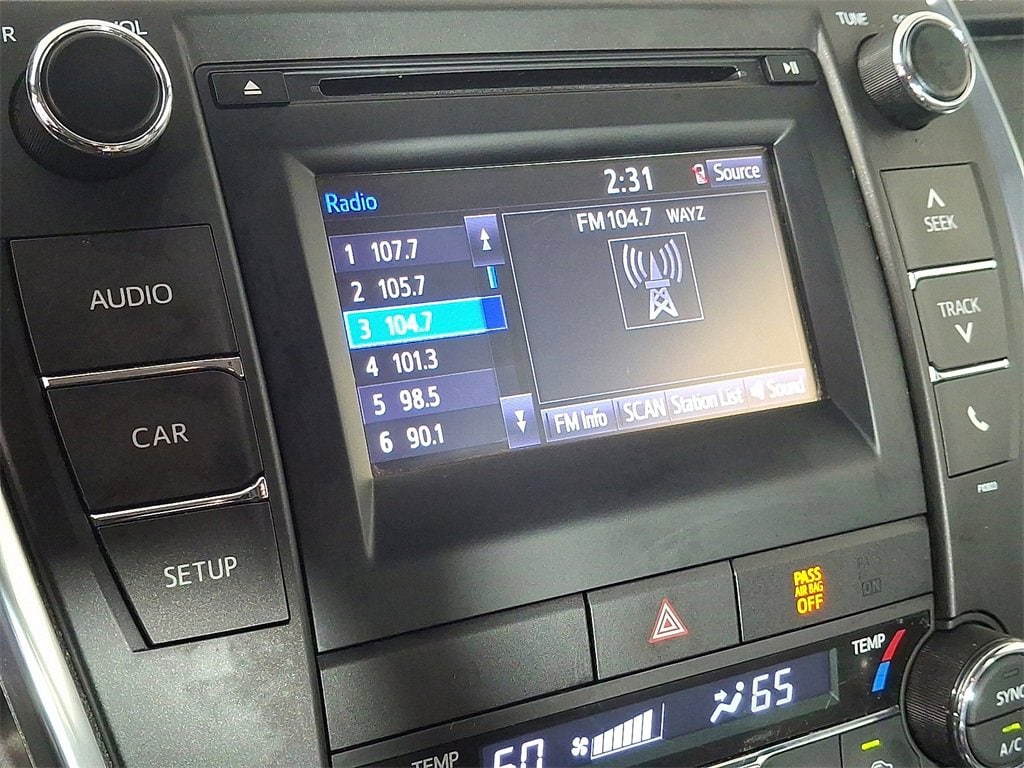 VOL
TUNE
AUDIO
CAR
SETUP
Radio
2:31
Source
1 107.7
2 105.7
3 104.7
4 101.3
5 98.5
6 90.1
FM 104.7 WAYZ
FM Info
SCAN
Station List
Sound
SEEK
TRACK
PASS
AIR BAG
OFF
ON
TEMP
65
TEMP
60
SYNC
A/C